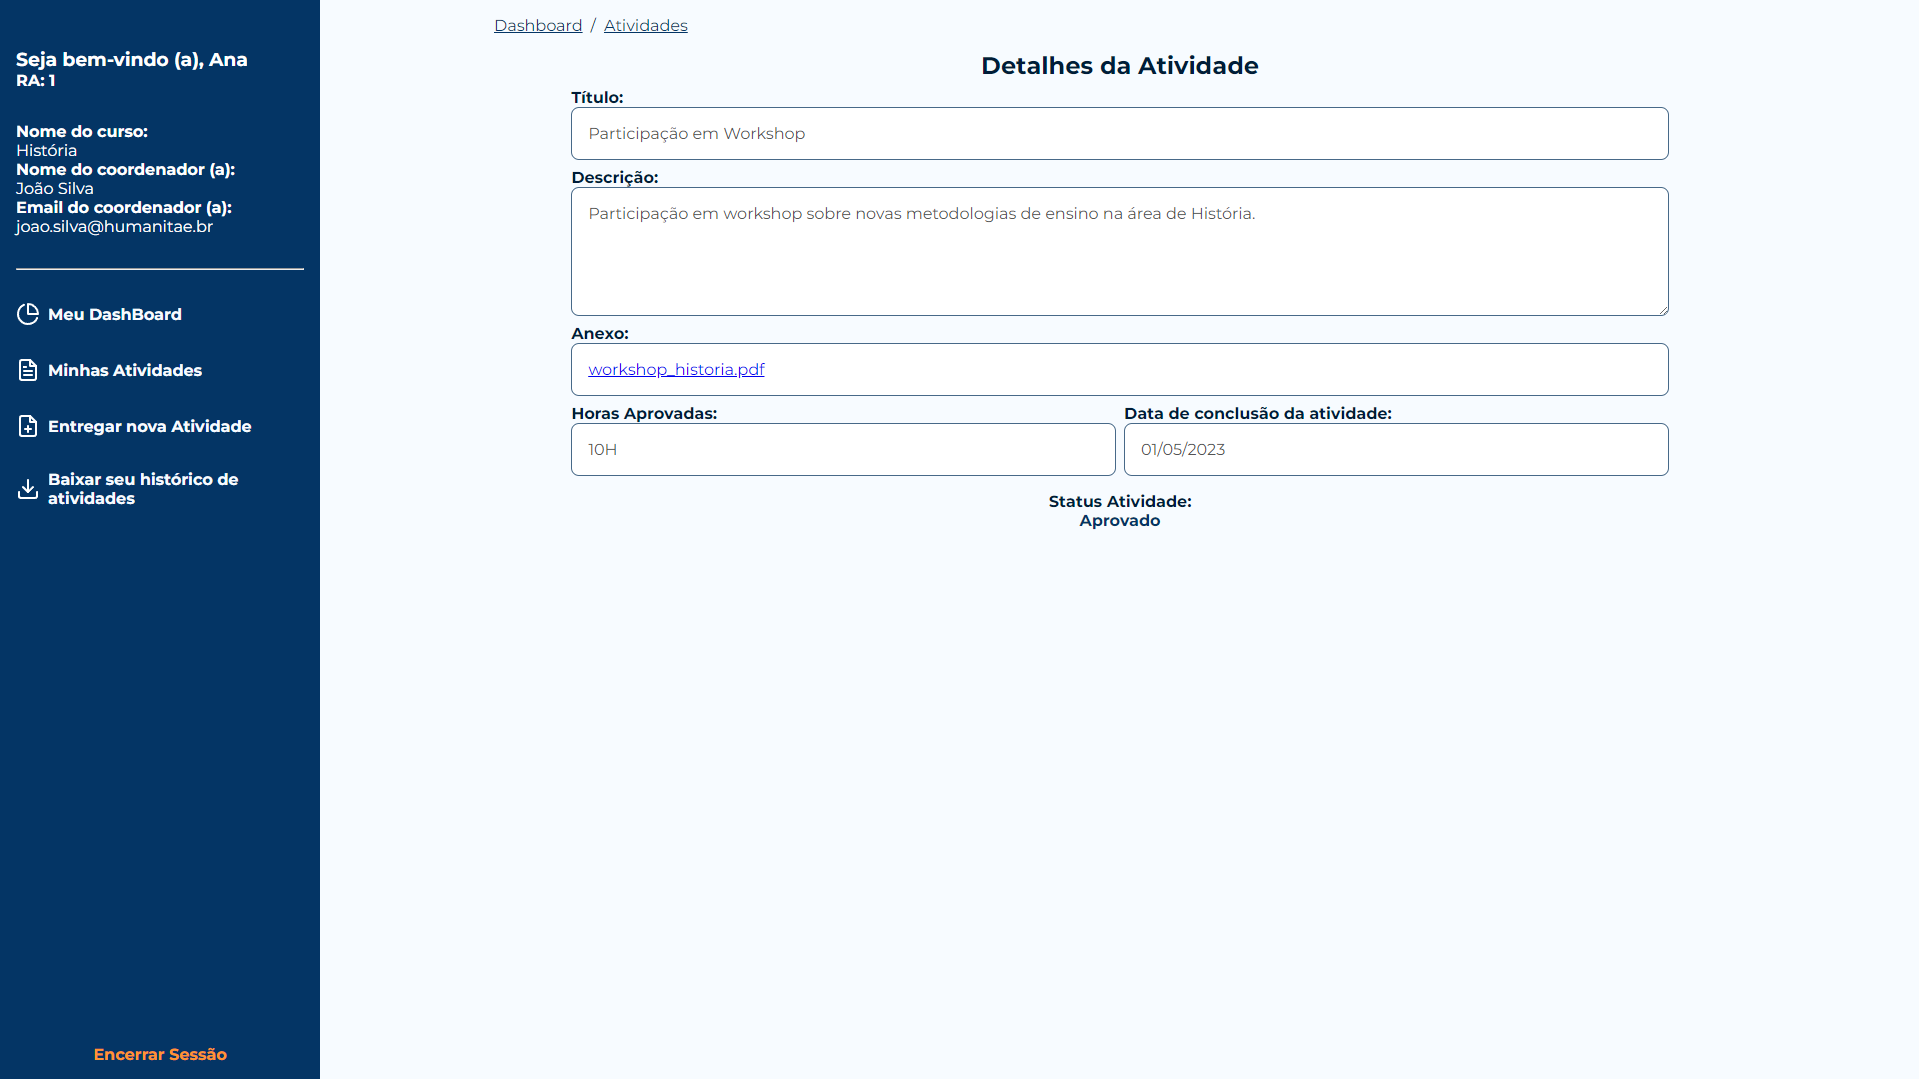 Seja bem-vindo (a), Ana
RA: 1
Nome do curso:
História
Nome do coordenador (a):
João Silva
Email do coordenador (a):
joao.silva@humanitae.br
Meu DashBoard
Minhas Atividades
Entregar nova Atividade
Baixar seu histórico de
atividades
Encerrar Sessão
Dashboard / Atividades
Detalhes da Atividade
Título:
Participação em Workshop
Descrição:
Participação em workshop sobre novas metodologias de ensino na área de História.
Anexo:
workshop_historia.pdf
Horas Aprovadas:
10H
Data de conclusão da atividade:
01/05/2023
Status Atividade:
Aprovado